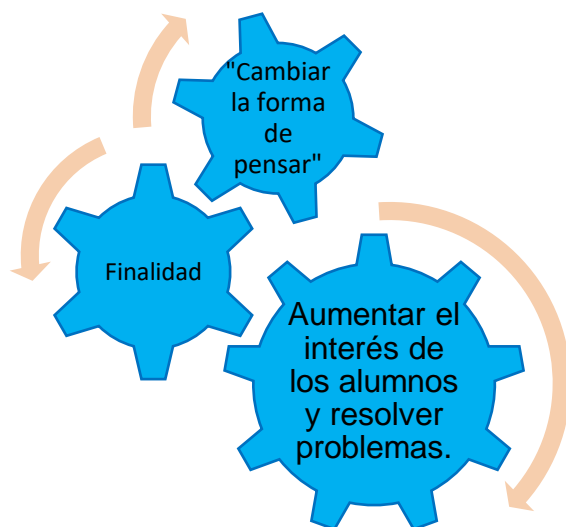 "Cambiar
la forma
de
pensar"
Finalidad
Aumentar el
interés de
los alumnos
y resolver
problemas.